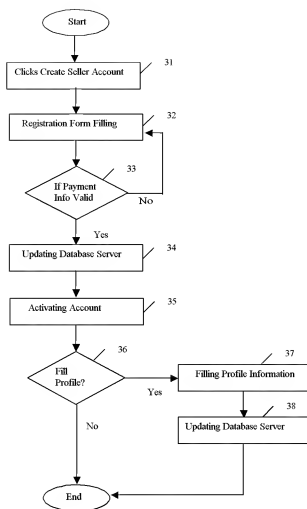 Start
31
Clicks Create Seller Account
32
Registration Form Filling
33
If Payment
Info Valid
No
Yes
34
Updating Database Server
35
Activating Account
36
Fill
Profile?
37
Filling Profile Information
Yes
38
Updating Database Server
No
End